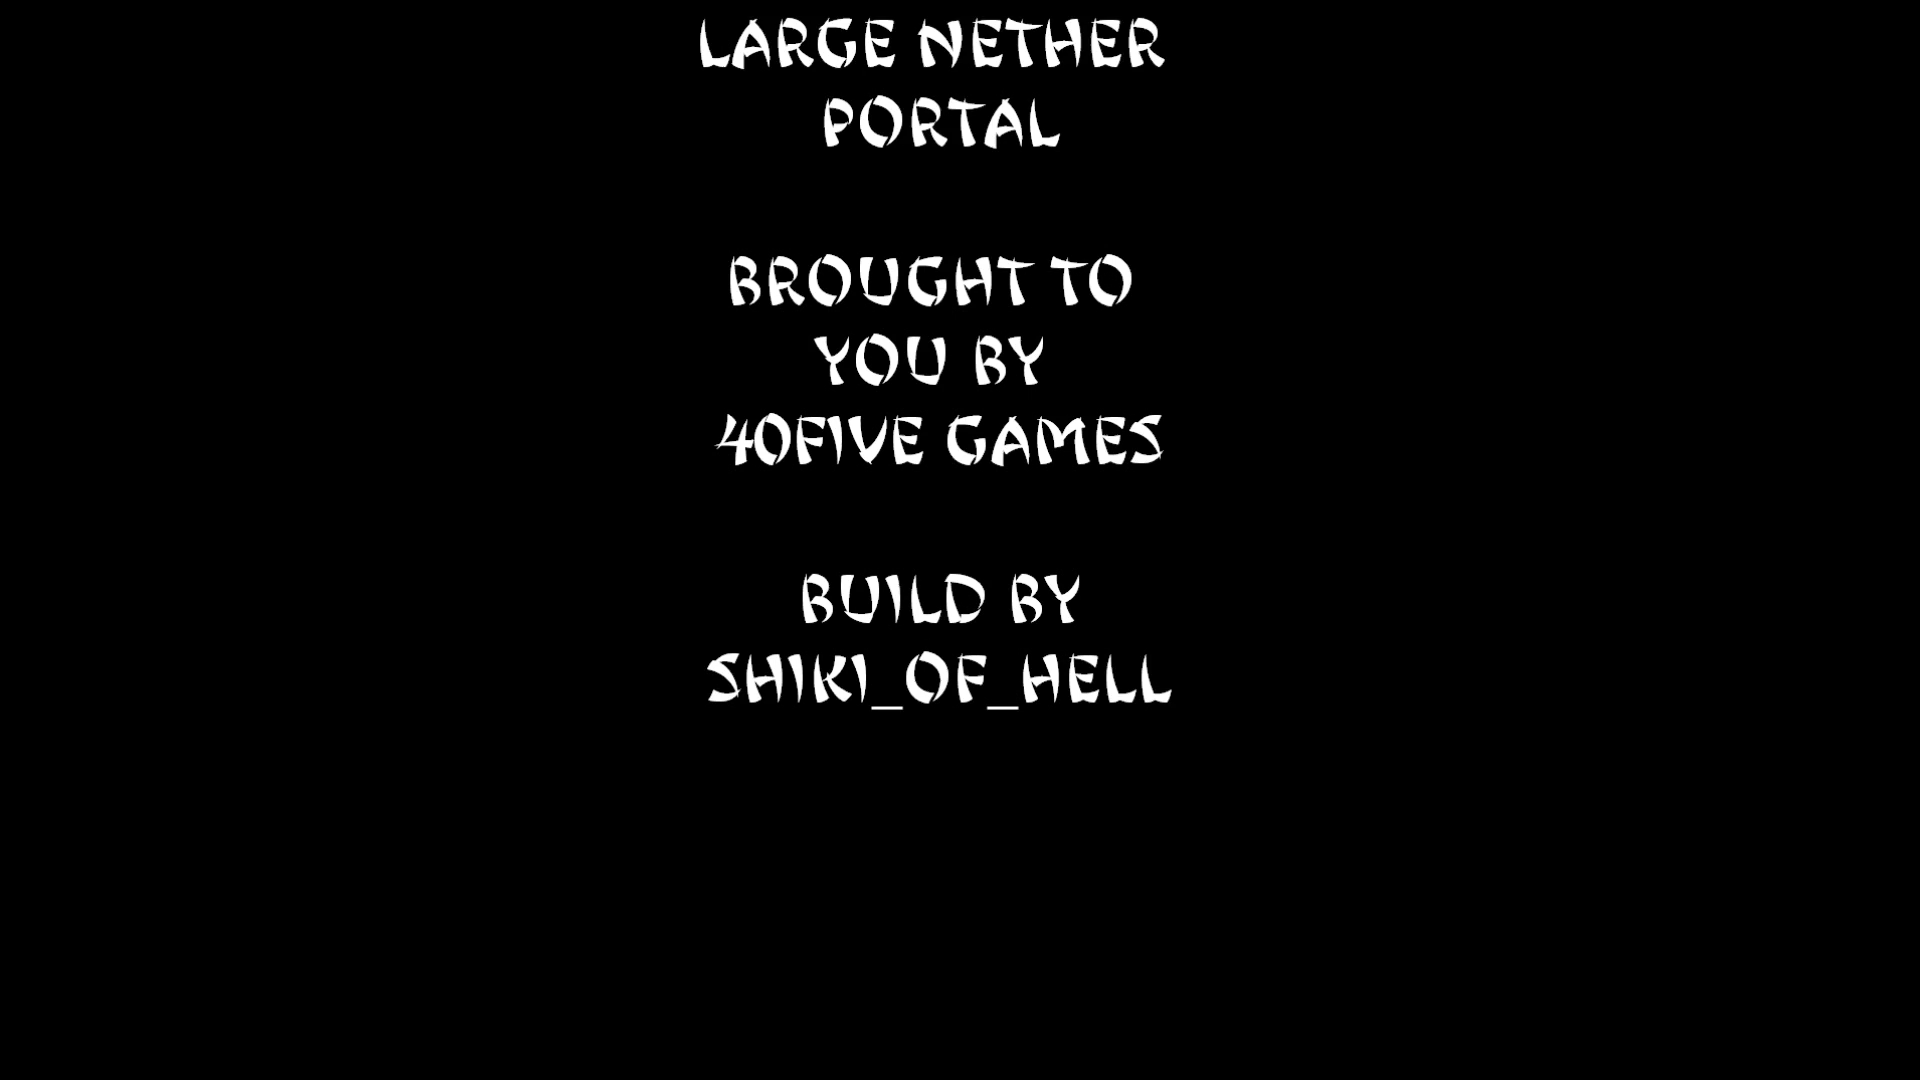 LARGE NETHER
PORTAL
BROUGHT TO
YOU BY
40FIVE GAMES
BUILD BY
SHIKI_OF_HELL